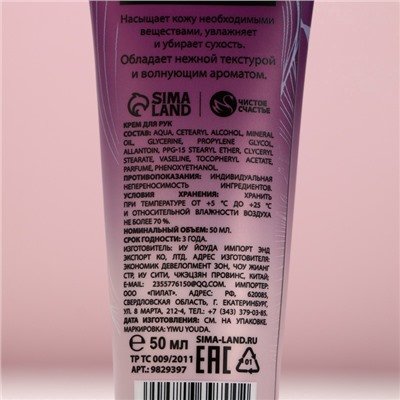 Насыщает кожу необходимыми
веществами, увлажняет
и убирает сухость.
Обладает нежной текстурой
и волнующим ароматом.
SIMA
LAND
ЧИСТОЕ
СЧАСТЬЕ
КРЕМ ДЛЯ РУК
СОСТАВ: AQUA, CETEARYL ALCOHOL, MINERAL
OIL, GLYCERINE, PROPYLENE GLYCOL,
ALLANTOIN, PPG-15 STEARYL ETHER, GLYCERYL
STEARATE, VASELINE, TOCOPHERYL ACETATE,
PARFUME, PHENOXYETHANOL.
ПРОТИВОПОКАЗАНИЯ: ИНДИВИДУАЛЬНАЯ
НЕПЕРЕНОСИМОСТЬ ИНГРЕДИЕНТОВ.
УСЛОВИЯ ХРАНЕНИЯ: ХРАНИТЬ
ПРИ ТЕМПЕРАТУРЕ ОТ +5 °C ДО +25 °C
И ОТНОСИТЕЛЬНОЙ ВЛАЖНОСТИ ВОЗДУХА
НЕ БОЛЕЕ 70 %.
НОМИНАЛЬНЫЙ ОБЪЕМ: 50 МЛ.
СРОК ГОДНОСТИ: 3 ГОДА.
ИЗГОТОВИТЕЛЬ: ИУ ЙОУДА ИМПОРТ ЭНД
ЭКСПОРТ КО., ЛТД. АДРЕС ИЗГОТОВИТЕЛЯ:
ЭКОНОМИК ДЕВЕЛОПМЕНТ ЗОН, ЧОУ ЖИАНГ
СТР, ИУ СИТИ, ЧЖЭЦЗЯН ПРОВИНС, КИТАЙ.
E-MAIL: 2355776150@QQ.COM. ИМПОРТЕР:
ООО «ПИЛАТ». АДРЕС: РФ, 620085,
СВЕРДЛОВСКАЯ ОБЛАСТЬ, Г. ЕКАТЕРИНБУРГ,
УЛ. 8 МАРТА, 212-4, ТЕЛ.: +7 (343) 379-03-85.
ДАТА ИЗГОТОВЛЕНИЯ: СМ. НА УПАКОВКЕ.
МАРКИРОВКА: YIWU YOUDA.
℮ 50 МЛ
SIMA-LAND.RU
ТР ТС 009/2011
АРТ.: 9829397
ЕАС
01